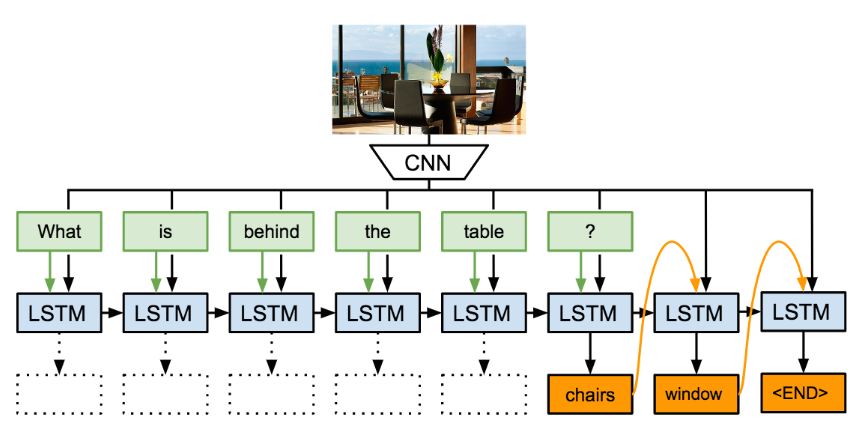 CNN
What is behind the table ?
LSTM LSTM LSTM LSTM LSTM LSTM LSTM LSTM
chairs window <END>